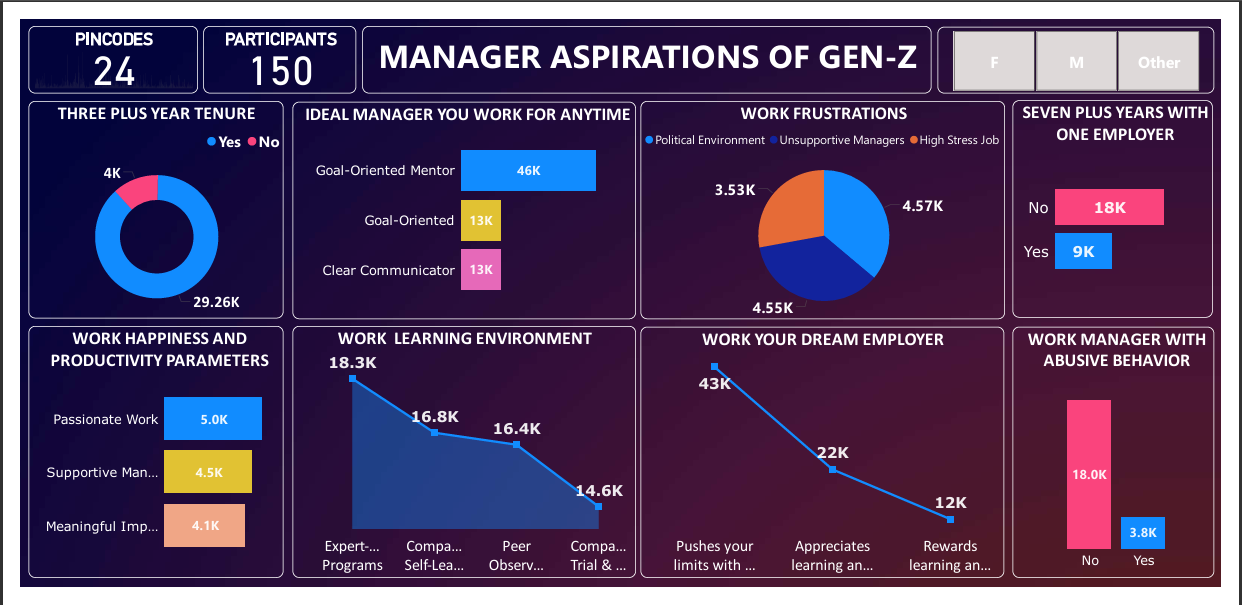 PINCODES
24
PARTICIPANTS
150
MANAGER ASPIRATIONS OF GEN-Z
F
M
Other
THREE PLUS YEAR TENURE
Yes No
4K
29.26K
IDEAL MANAGER YOU WORK FOR ANYTIME
Goal-Oriented Mentor 46K
Goal-Oriented 13K
Clear Communicator 13K
WORK FRUSTRATIONS
Political Environment Unsupportive Managers High Stress Job
3.53K
4.57K
4.55K
SEVEN PLUS YEARS WITH
ONE EMPLOYER
No 18K
Yes 9K
WORK HAPPINESS AND
PRODUCTIVITY PARAMETERS
Passionate Work 5.0K
Supportive Man... 4.5K
Meaningful Imp... 4.1K
WORK LEARNING ENVIRONMENT
18.3K
16.8K
16.4K
14.6K
Expert-...
Programs
Compa...
Self-Lea...
Peer
Observ...
Compa...
Trial & ...
WORK YOUR DREAM EMPLOYER
43K
22K
12K
Pushes your
limits with ...
Appreciates
learning an...
Rewards
learning an...
WORK MANAGER WITH
ABUSIVE BEHAVIOR
18.0K
3.8K
No
Yes